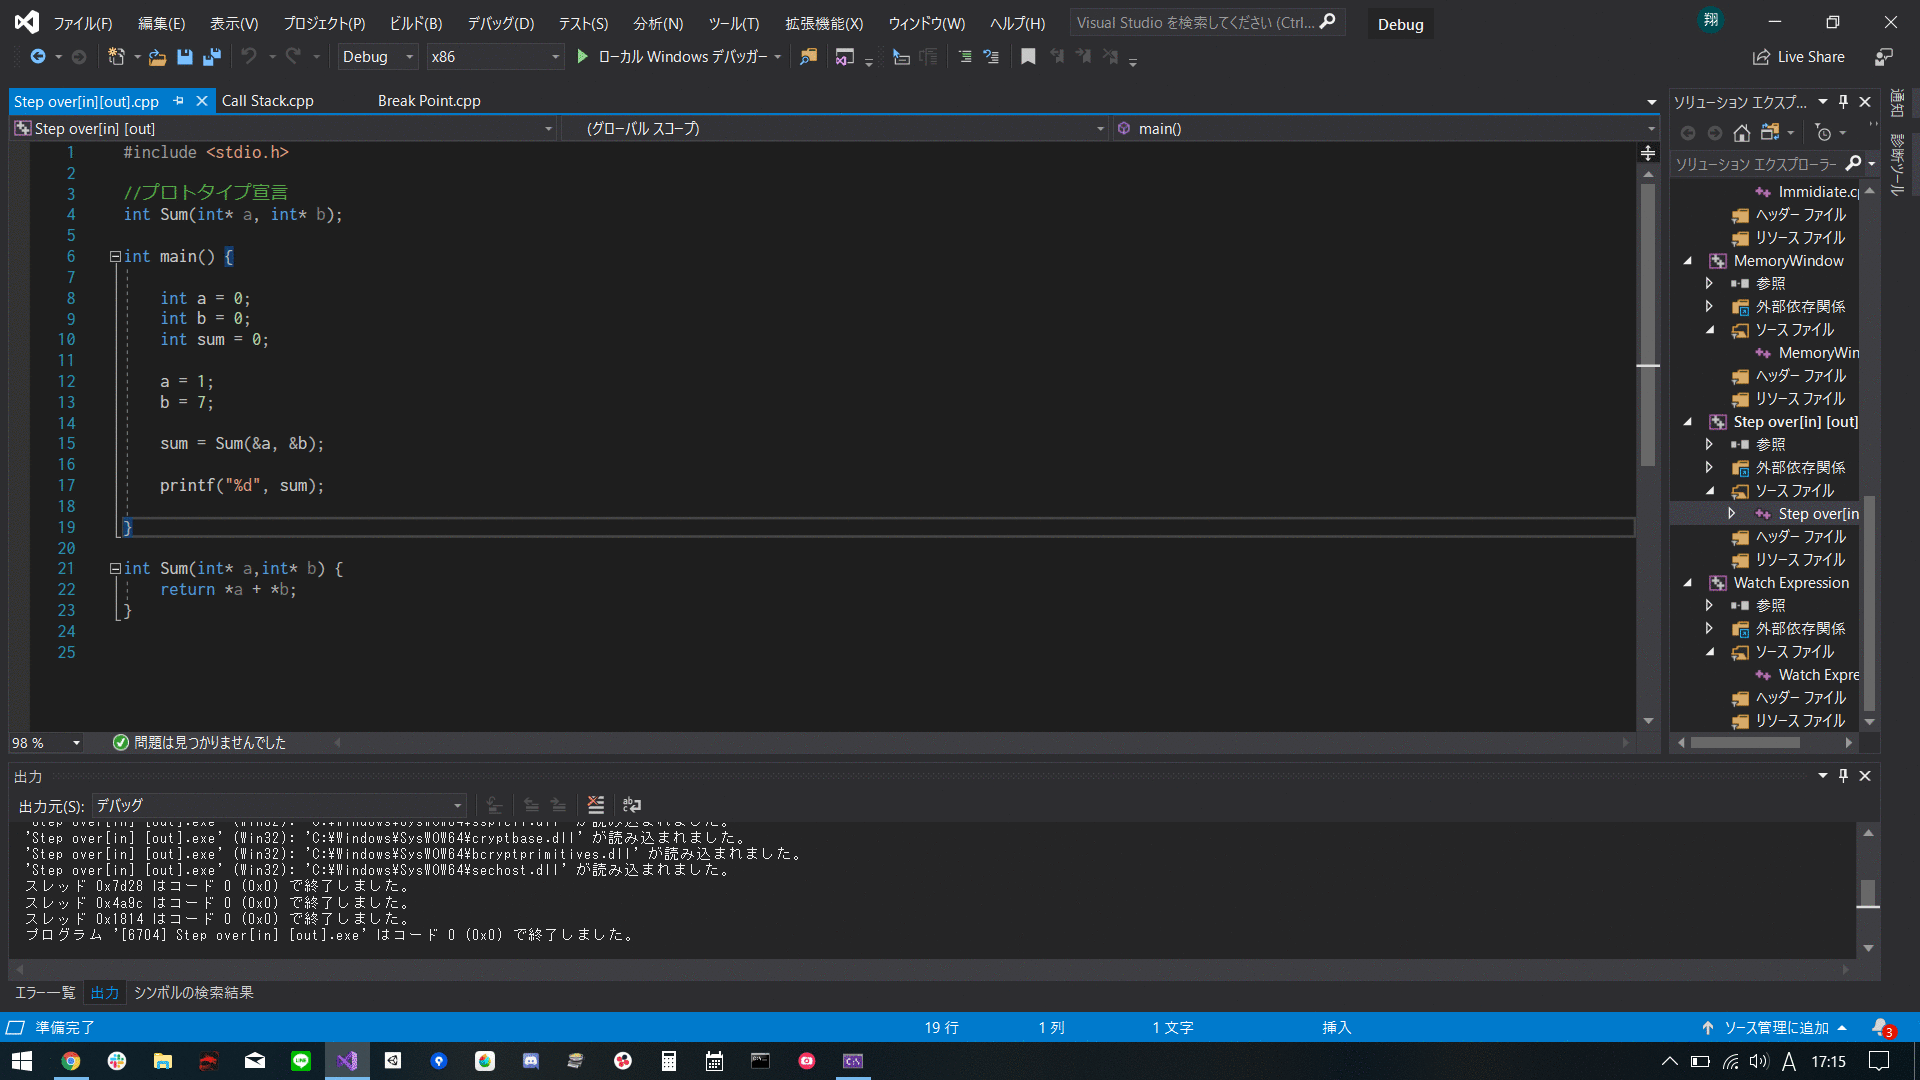 ファイル(F) 編集(E) 表示(V) プロジェクト(P) ビルド(B) デバッグ(D) テスト(S) 分析(N) ツール(T) 拡張機能(X) ウィンドウ(W) ヘルプ(H) Visual Studio を検索してください (Ctrl... Debug 翔
Debug x86 ローカル Windows デバッガー Live Share
Step over[in][out].cpp Call Stack.cpp Break Point.cpp
Step over[in] [out] (グローバル スコープ) main()
1 #include <stdio.h>
2
3 //プロトタイプ宣言
4 int Sum(int* a, int* b);
5
6 int main() {
7
8 int a = 0;
9 int b = 0;
10 int sum = 0;
11
12 a = 1;
13 b = 7;
14
15 sum = Sum(&a, &b);
16
17 printf("%d", sum);
18
19 }
20
21 int Sum(int* a,int* b) {
22 return *a + *b;
23 }
24
25
98 % 問題は見つかりませんでした
ソリューション エクスプ...
ソリューション エクスプローラー
Immidiate.c
ヘッダー ファイル
リソース ファイル
MemoryWindow
参照
外部依存関係
ソース ファイル
MemoryWin
ヘッダー ファイル
リソース ファイル
Step over[in] [out]
参照
外部依存関係
ソース ファイル
Step over[in
ヘッダー ファイル
リソース ファイル
Watch Expression
参照
外部依存関係
ソース ファイル
Watch Expre
ヘッダー ファイル
リソース ファイル
通知
診断ツール
出力
出力元(S): デバッグ
'Step over[in] [out].exe' (Win32): 'C:¥Windows¥SysWOW64¥sspicli.dll' が読み込まれました。
'Step over[in] [out].exe' (Win32): 'C:¥Windows¥SysWOW64¥cryptbase.dll' が読み込まれました。
'Step over[in] [out].exe' (Win32): 'C:¥Windows¥SysWOW64¥bcryptprimitives.dll' が読み込まれました。
'Step over[in] [out].exe' (Win32): 'C:¥Windows¥SysWOW64¥sechost.dll' が読み込まれました。
スレッド 0x7d28 はコード 0 (0x0) で終了しました。
スレッド 0x4a9c はコード 0 (0x0) で終了しました。
スレッド 0x1814 はコード 0 (0x0) で終了しました。
プログラム '[6704] Step over[in] [out].exe' はコード 0 (0x0) で終了しました。
エラー一覧 出力 シンボルの検索結果
準備完了 19 行 1 列 1 文字 挿入 ソース管理に追加 3
A 17:15